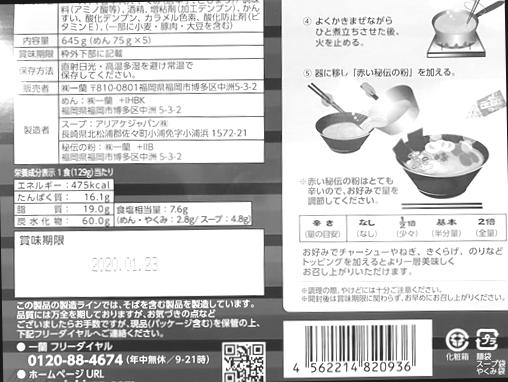 料(アミノ酸等)、酒精、増粘剤(加工デンプン)、かん
すい、酸化デンプン、カラメル色素、酸化防止剤(ビ
タミンE)、(一部に小麦・豚肉・大豆を含む)
内容量 645g(めん75g×5)
賞味期限 枠外下部に記載
保存方法 直射日光・高温多湿を避け常温で
保存してください。
販売者 ㈱一蘭 〒810-0801福岡県福岡市博多区中洲5-3-2
製造者 めん:㈱一蘭 +IHBK
福岡県福岡市博多区中洲5-3-2
スープ:アリアケジャパン㈱
長崎県北松浦郡佐々町小浦免字小浦浜1572-21
秘伝の粉:㈱一蘭 +IIB
福岡県福岡市博多区中洲5-3-2
栄養成分表示 1食(129g)当たり
エネルギー:475kcal
たんぱく質: 16.1g
脂質: 19.0g
炭水化物: 60.0g
食塩相当量:7.6g
(めん・やくみ:2.8g/スープ:4.8g)
賞味期限
2020.01.23
この製品の製造ラインでは、そばを含む製品を製造しています。
品質には万全を期しておりますが、お気づきの点など
ございましたらお手数ですが、現品(パッケージ含む)を保管の上、
下記フリーダイヤルへご連絡ください。
●一蘭 フリーダイヤル
0120-88-4674(年中無休/9-21時)
●ホームページURL
④ よくかきまぜながら
ひと煮立ちさせた後、
火を止める。
⑤ 器に移し「赤い秘伝の粉」を加える。
※赤い秘伝の粉はとても
辛いので、お好みで量を
調節してください。
辛さ(量の目安) なし(なし) 1/2倍(少々) 基本(半分量) 2倍(全量)
お好みでチャーシューやねぎ、きくらげ、のりなど
トッピングを加えるとより一層美味しく
お召し上がりいただけます。
※調理の際、やけどには十分ご注意ください。
※開封後は賞味期限に関わらず、お早めにお召し上がりください。
4 562214 820936
化粧箱
プラ
麺袋
スープ袋
やくみ袋